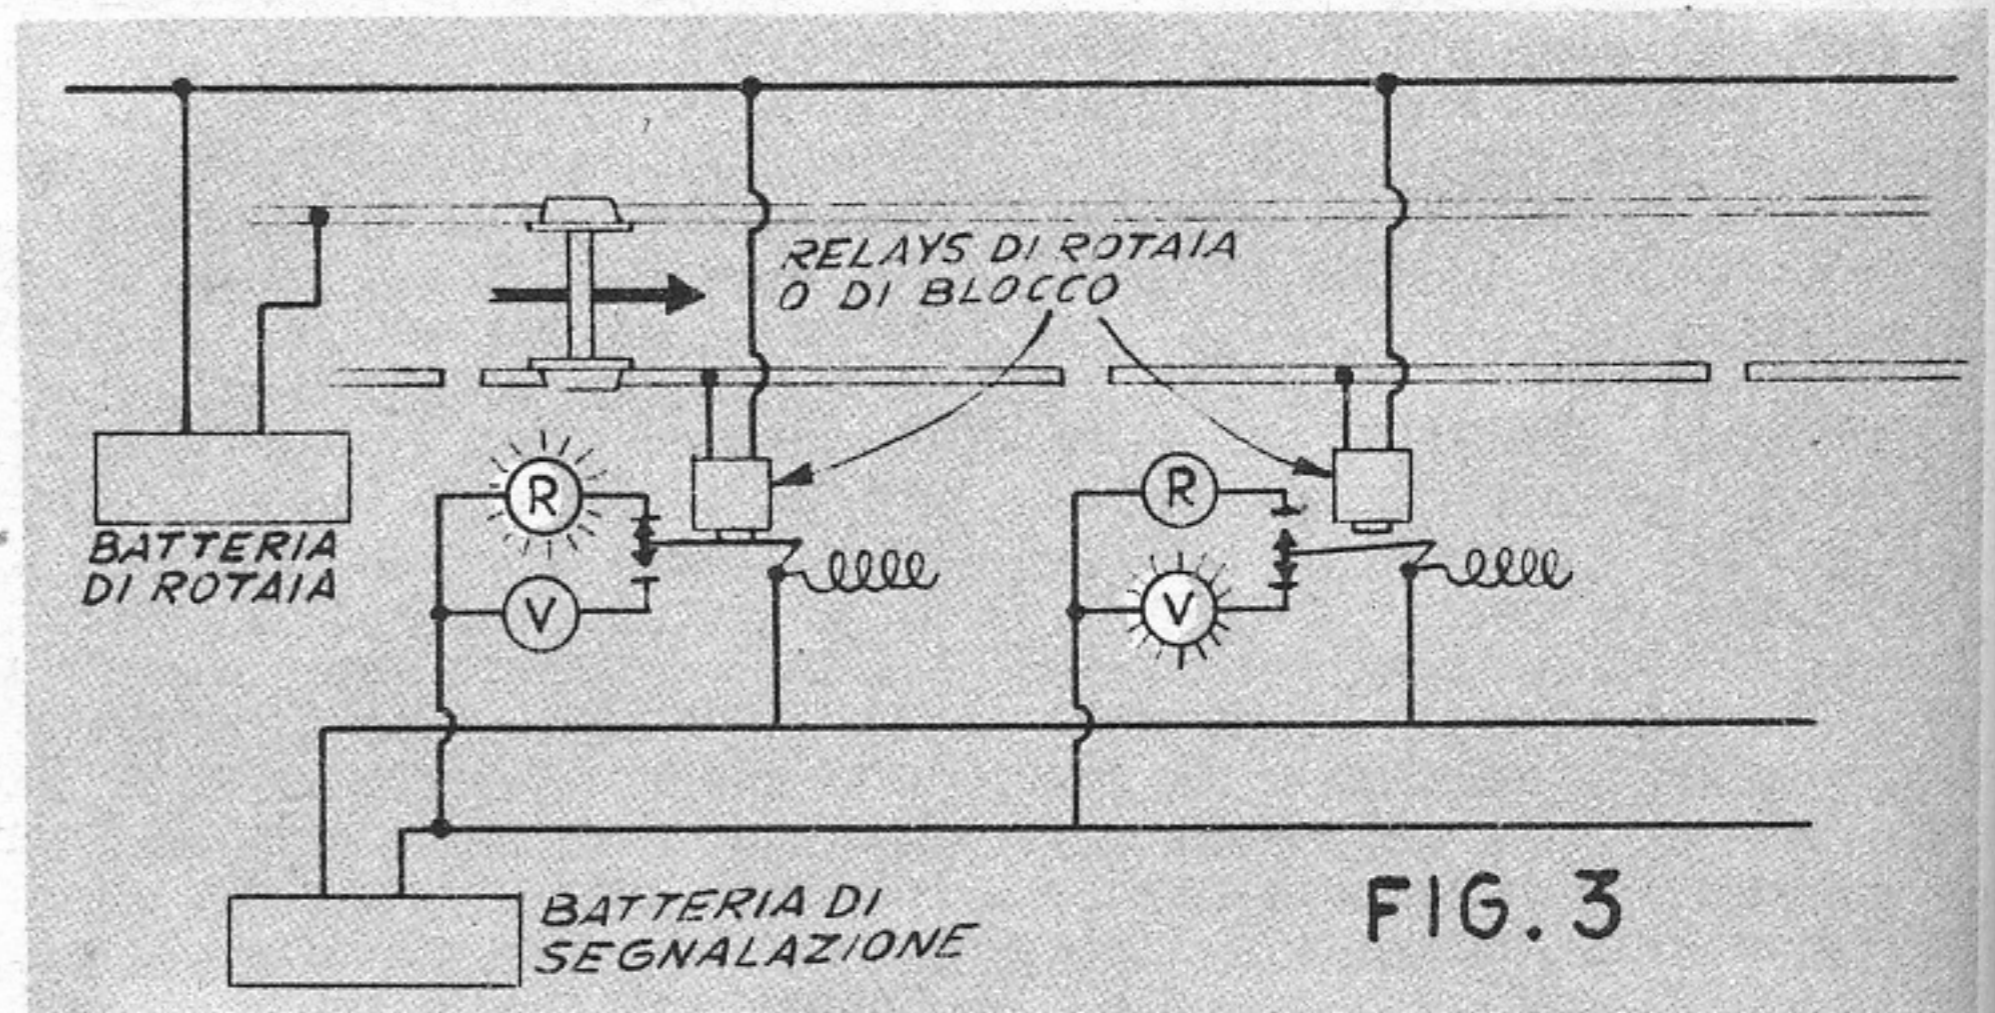 RELAYS DI ROTAIA
O DI BLOCCO
R
R
BATTERIA
DI ROTAIA
V
V
BATTERIA DI
SEGNALAZIONE
FIG. 3